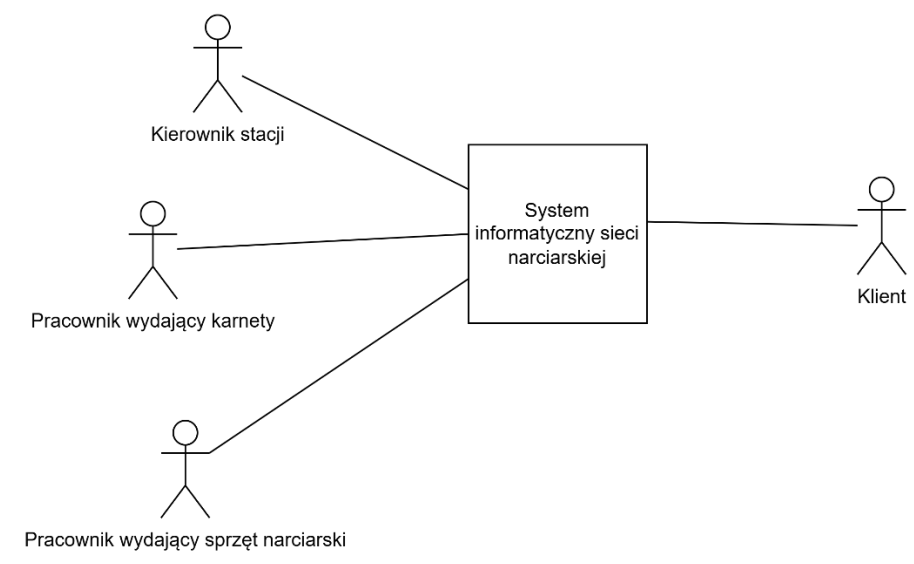 Kierownik stacji
System
informatyczny sieci
narciarskiej
Klient
Pracownik wydający karnety
Pracownik wydający sprzęt narciarski